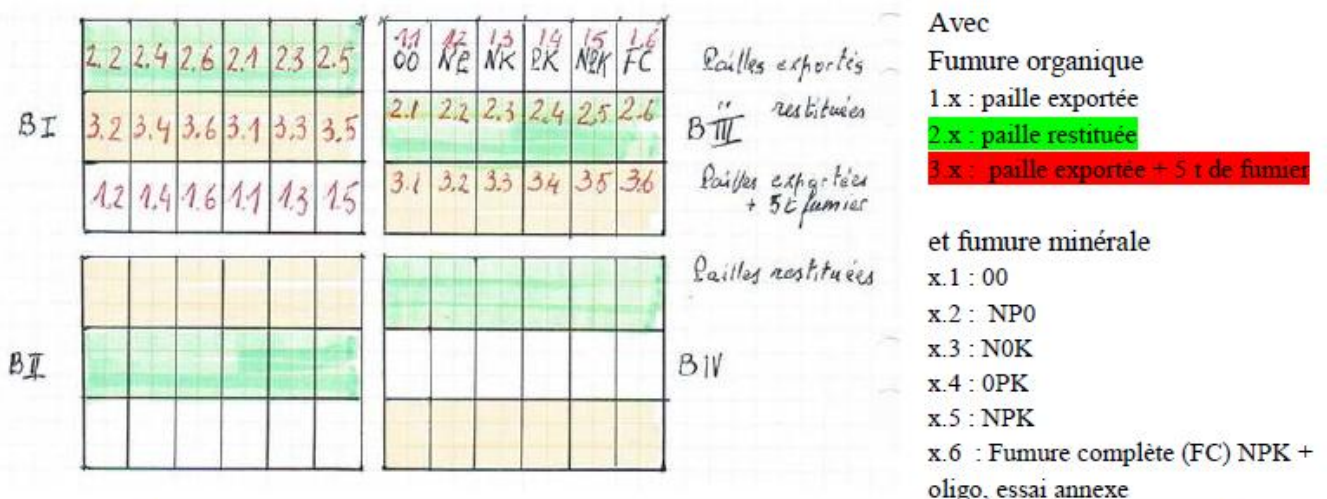 2.2 2.4 2.6 2.1 2.3 2.5
BI 3.2 3.4 3.6 3.1 3.3 3.5
1.2 1.4 1.6 1.1 1.3 1.5
1.1 1.2 1.3 1.4 1.5 1.6
00 NP NK PK NPK FC
Pailles exportés
2.1 2.2 2.3 2.4 2.5 2.6
B III " restituées
3.1 3.2 3.3 3.4 3.5 3.6
Pailles exportées
+ 5t fumier
Pailles restituées
BII
BIV
Avec
Fumure organique
1.x : paille exportée
2.x : paille restituée
3.x : paille exportée + 5 t de fumier
et fumure minérale
x.1 : 00
x.2 : NP0
x.3 : N0K
x.4 : 0PK
x.5 : NPK
x.6 : Fumure complète (FC) NPK +
oligo, essai annexe